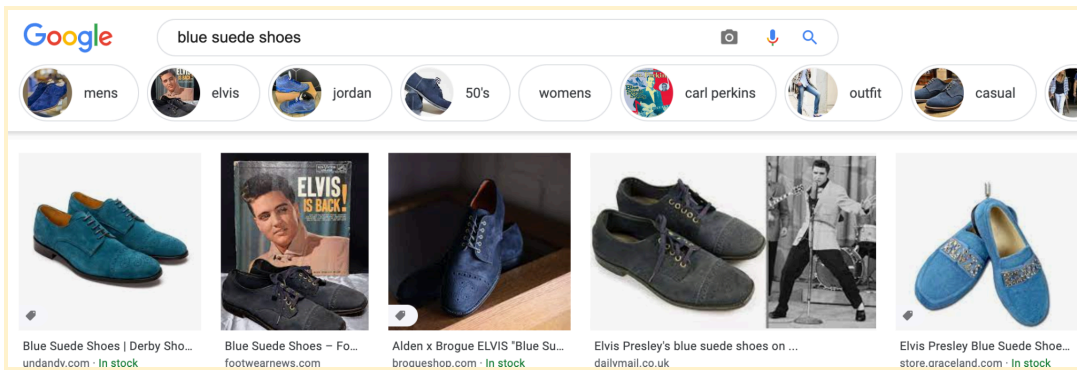 Google
blue suede shoes
mens
elvis
jordan
50's
womens
carl perkins
outfit
casual
ELVIS
IS BACK!
Blue Suede Shoes | Derby Sho...
undandy.com · In stock
Blue Suede Shoes – Fo...
footwearnews.com
Alden x Brogue ELVIS "Blue Su...
brogueshop.com · In stock
Elvis Presley's blue suede shoes on ...
dailymail.co.uk
Elvis Presley Blue Suede Shoe...
store.graceland.com · In stock